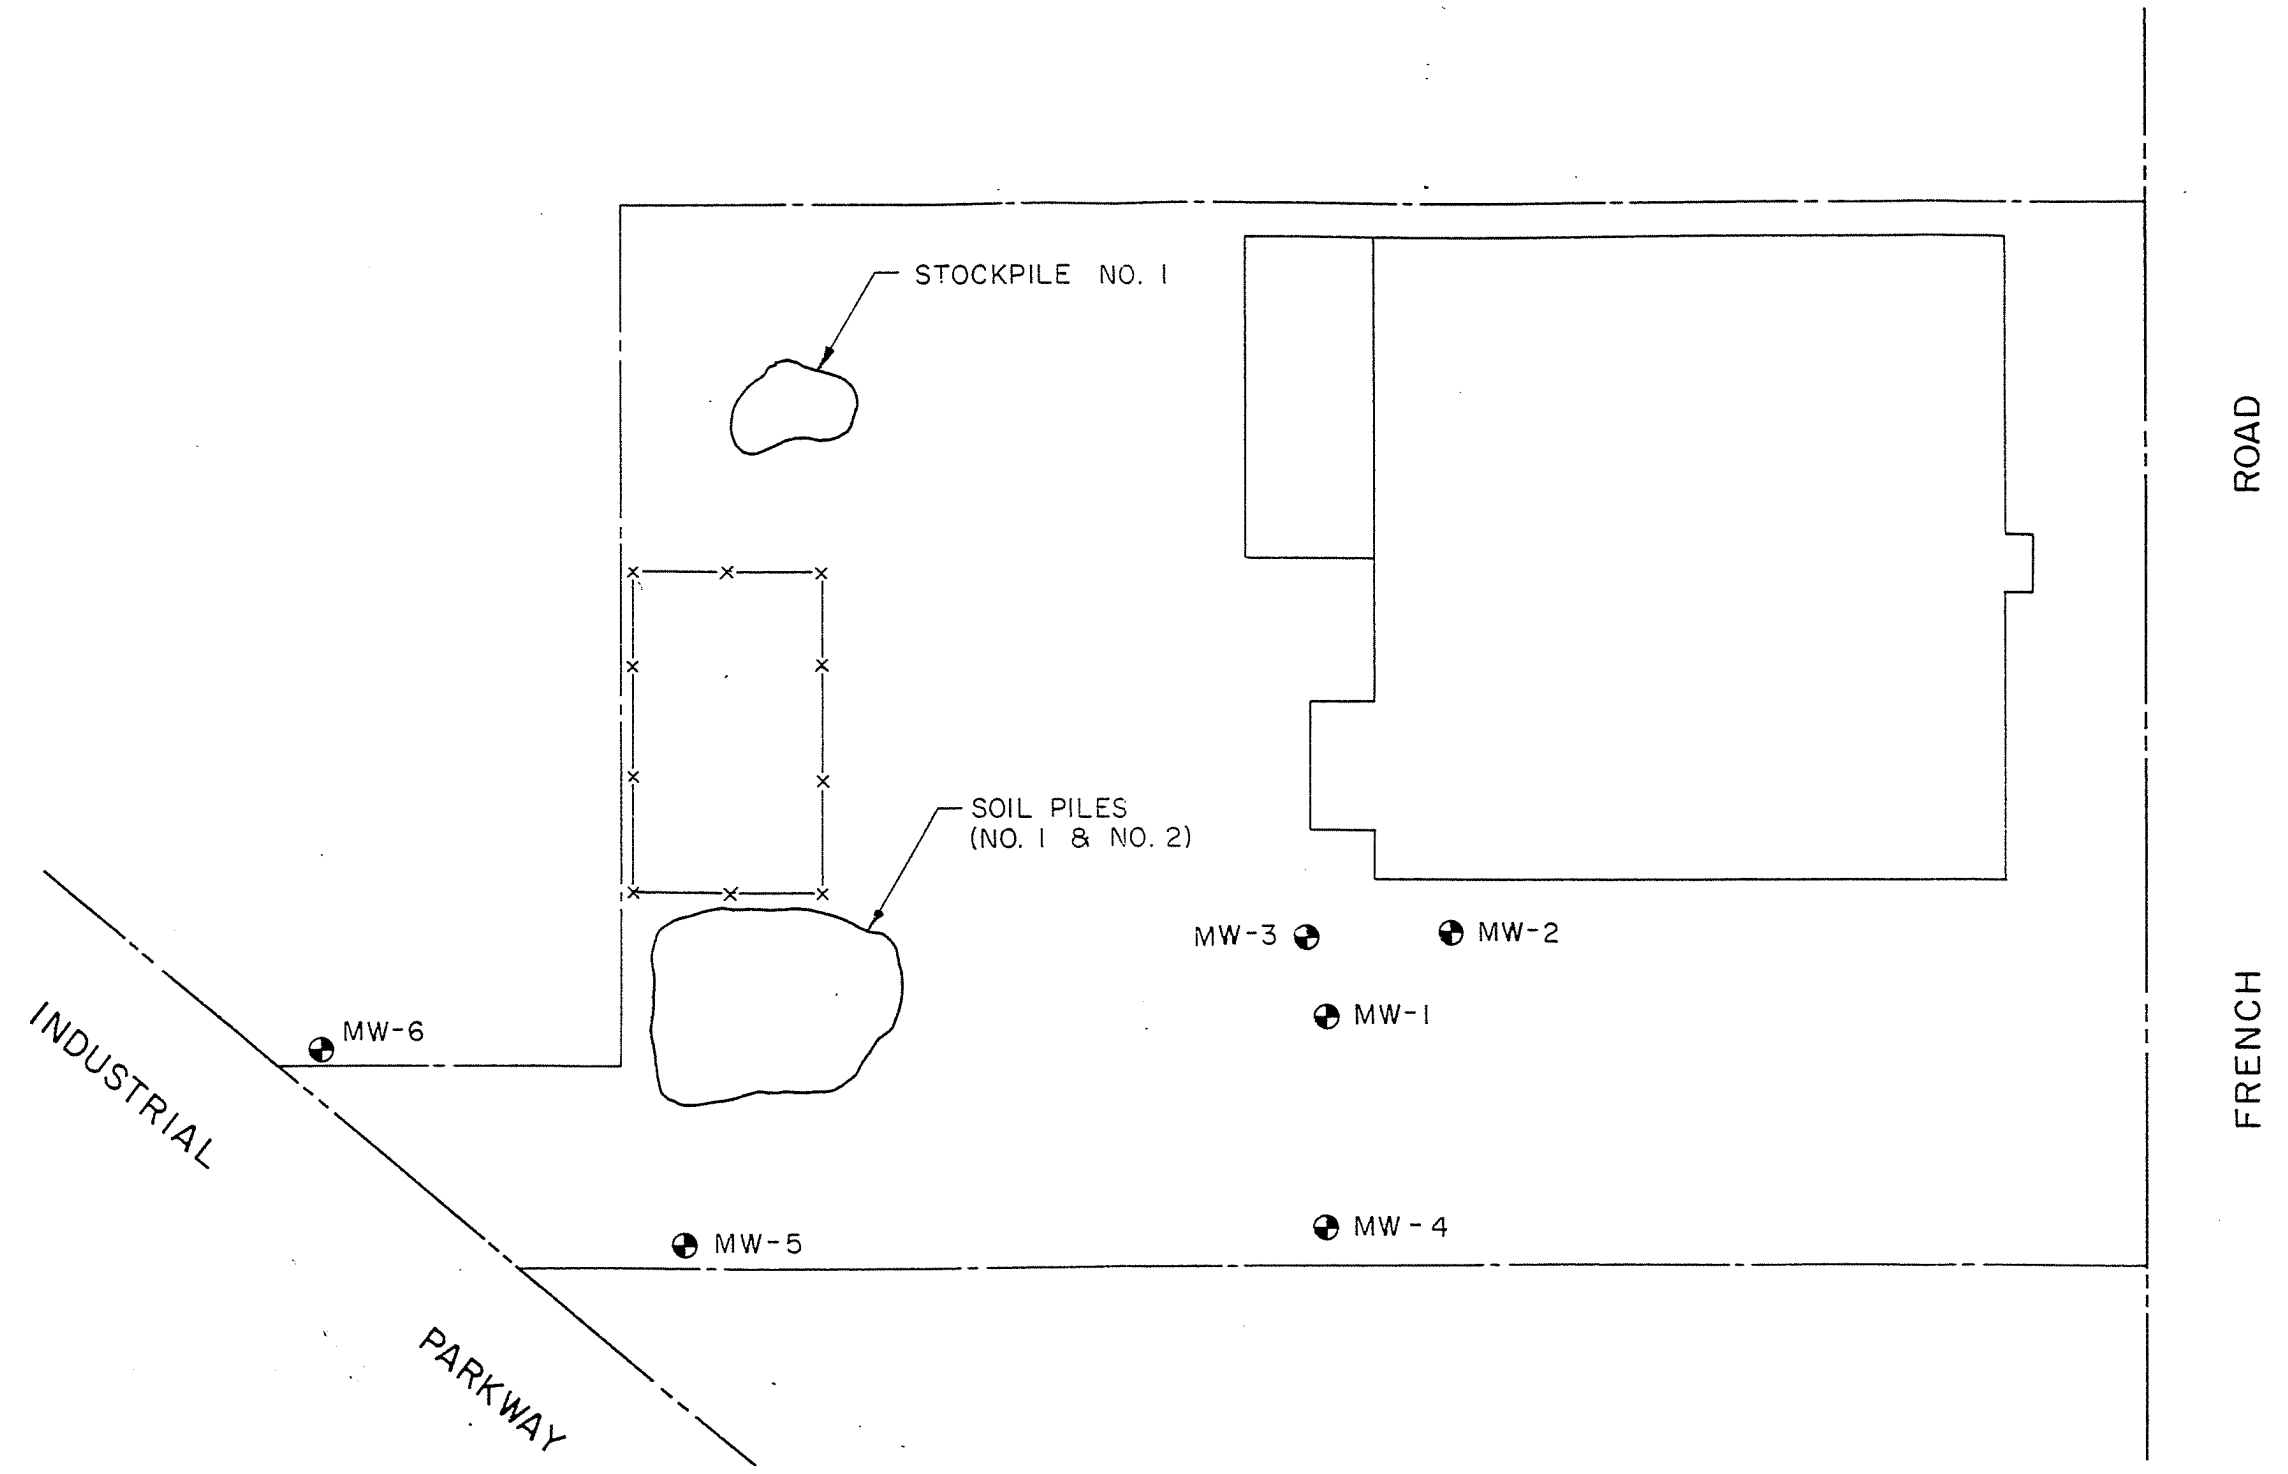 STOCKPILE NO. 1
ROAD
SOIL PILES
(NO. 1 & NO. 2)
MW-3
MW-2
MW-1
FRENCH
MW-6
INDUSTRIAL
MW-4
MW-5
PARKWAY